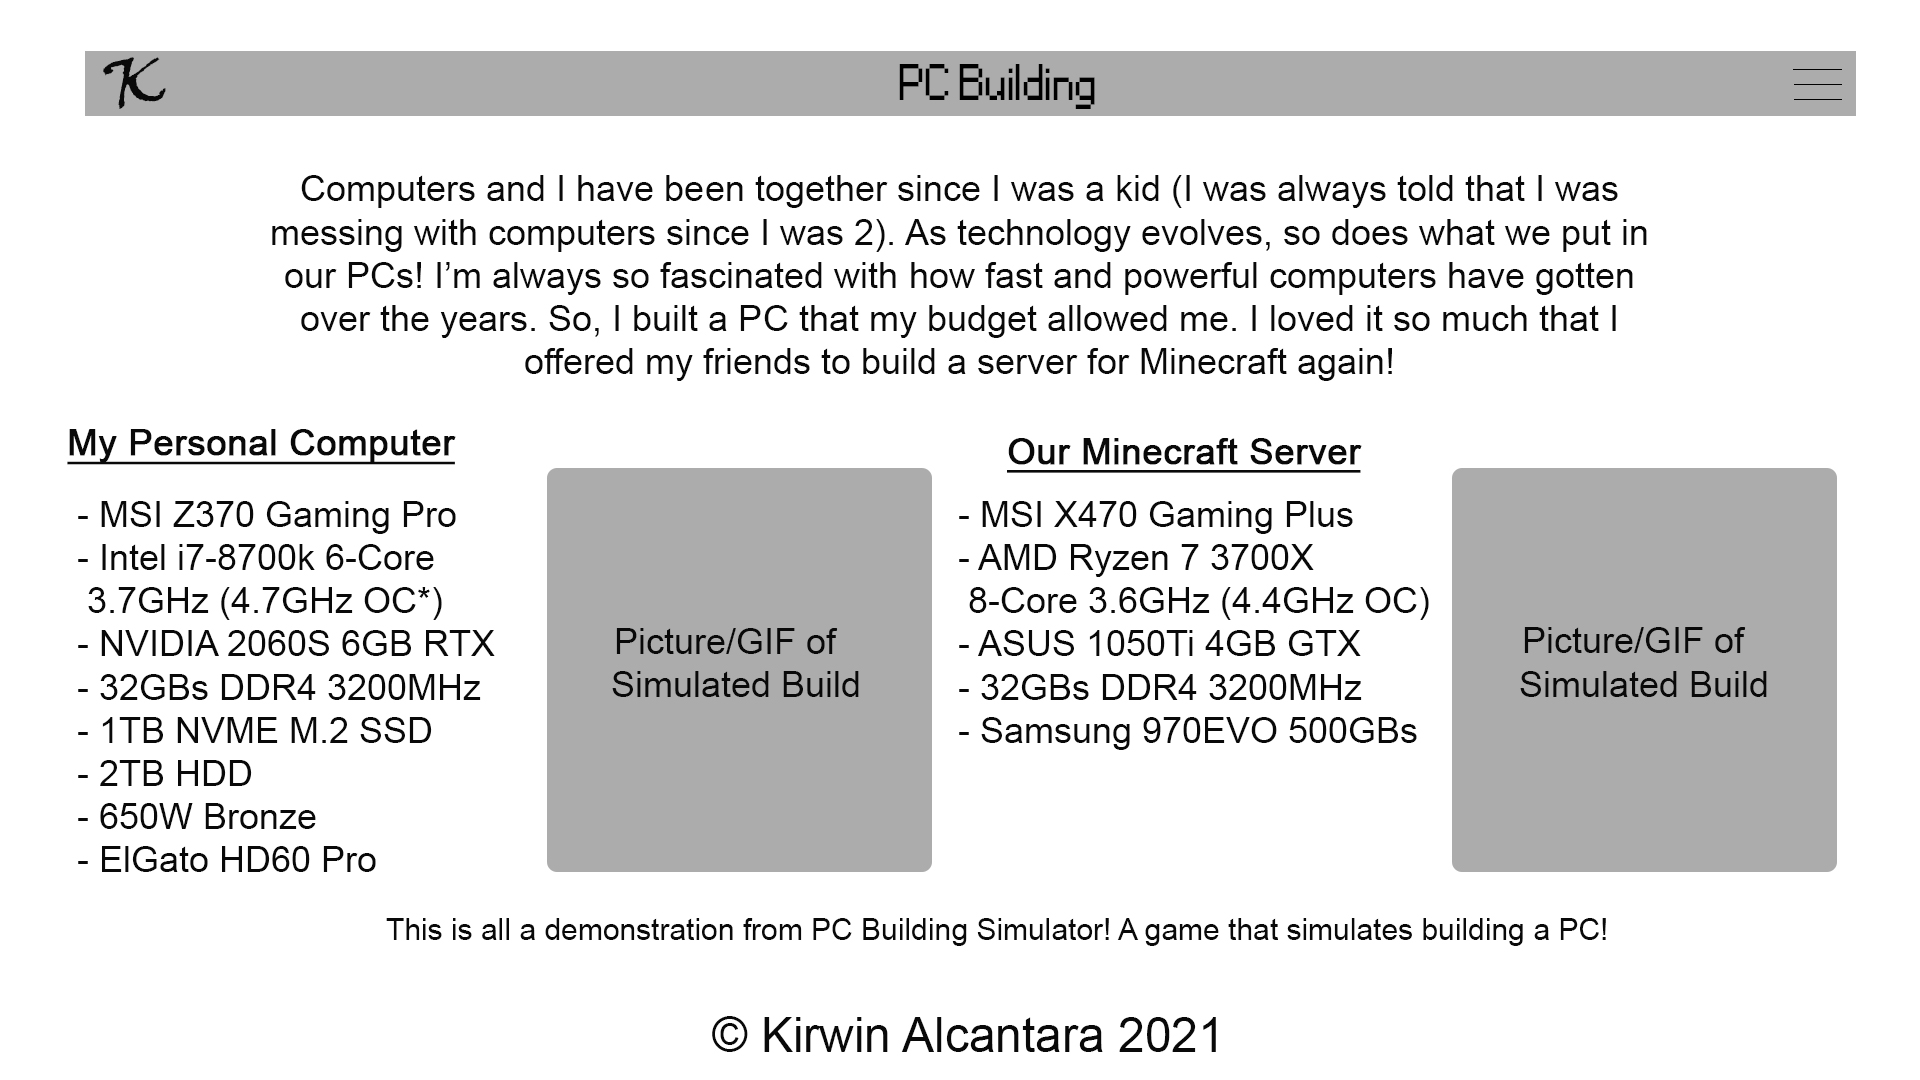 K
PC Building
Computers and I have been together since I was a kid (I was always told that I was
messing with computers since I was 2). As technology evolves, so does what we put in
our PCs! I’m always so fascinated with how fast and powerful computers have gotten
over the years. So, I built a PC that my budget allowed me. I loved it so much that I
offered my friends to build a server for Minecraft again!
My Personal Computer
- MSI Z370 Gaming Pro
- Intel i7-8700k 6-Core
3.7GHz (4.7GHz OC*)
- NVIDIA 2060S 6GB RTX
- 32GBs DDR4 3200MHz
- 1TB NVME M.2 SSD
- 2TB HDD
- 650W Bronze
- ElGato HD60 Pro
Picture/GIF of
Simulated Build
Our Minecraft Server
- MSI X470 Gaming Plus
- AMD Ryzen 7 3700X
8-Core 3.6GHz (4.4GHz OC)
- ASUS 1050Ti 4GB GTX
- 32GBs DDR4 3200MHz
- Samsung 970EVO 500GBs
Picture/GIF of
Simulated Build
This is all a demonstration from PC Building Simulator! A game that simulates building a PC!
© Kirwin Alcantara 2021